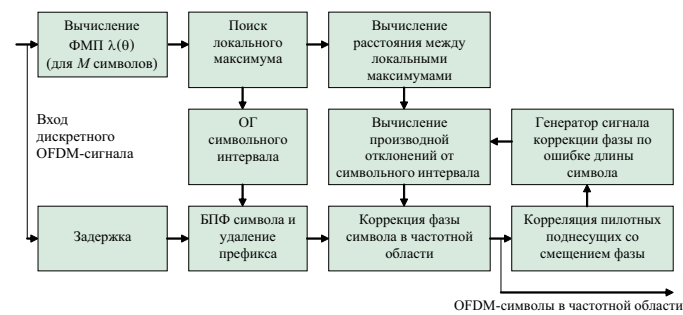 Вычисление
ФМП λ(θ)
(для M символов)
Поиск
локального
максимума
Вычисление
расстояния между
локальными
максимумами
Вход
дискретного
OFDM-сигнала
ОГ
символьного
интервала
Вычисление
производной
отклонений от
символьного интервала
Генератор сигнала
коррекции фазы по
ошибке длины
символа
Задержка
БПФ символа и
удаление
префикса
Коррекция фазы
символа в частотной
области
Корреляция пилотных
поднесущих со
смещением фазы
OFDM-символы в частотной области